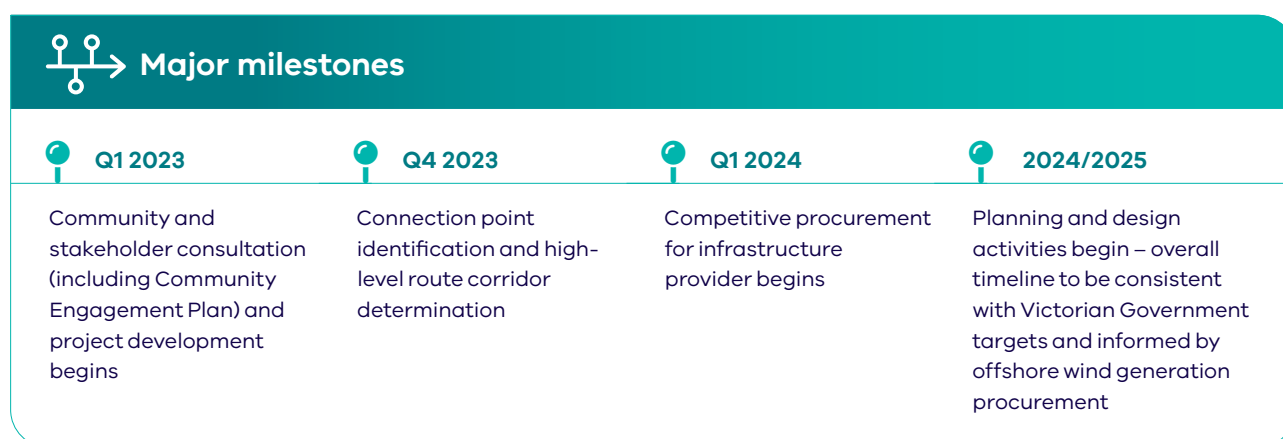 Major milestones
Q1 2023
Community and
stakeholder consultation
(including Community
Engagement Plan) and
project development
begins
Q4 2023
Connection point
identification and high-
level route corridor
determination
Q1 2024
Competitive procurement
for infrastructure
provider begins
2024/2025
Planning and design
activities begin – overall
timeline to be consistent
with Victorian Government
targets and informed by
offshore wind generation
procurement